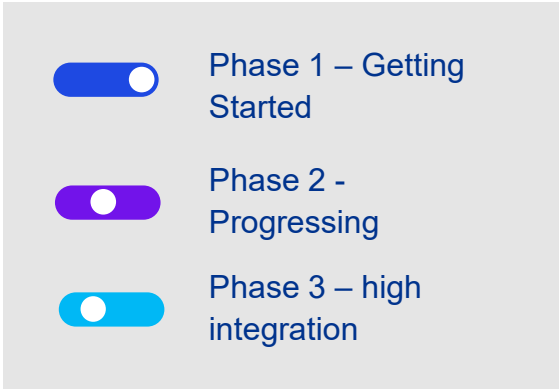 Phase 1 – Getting
Started
Phase 2 -
Progressing
Phase 3 – high
integration